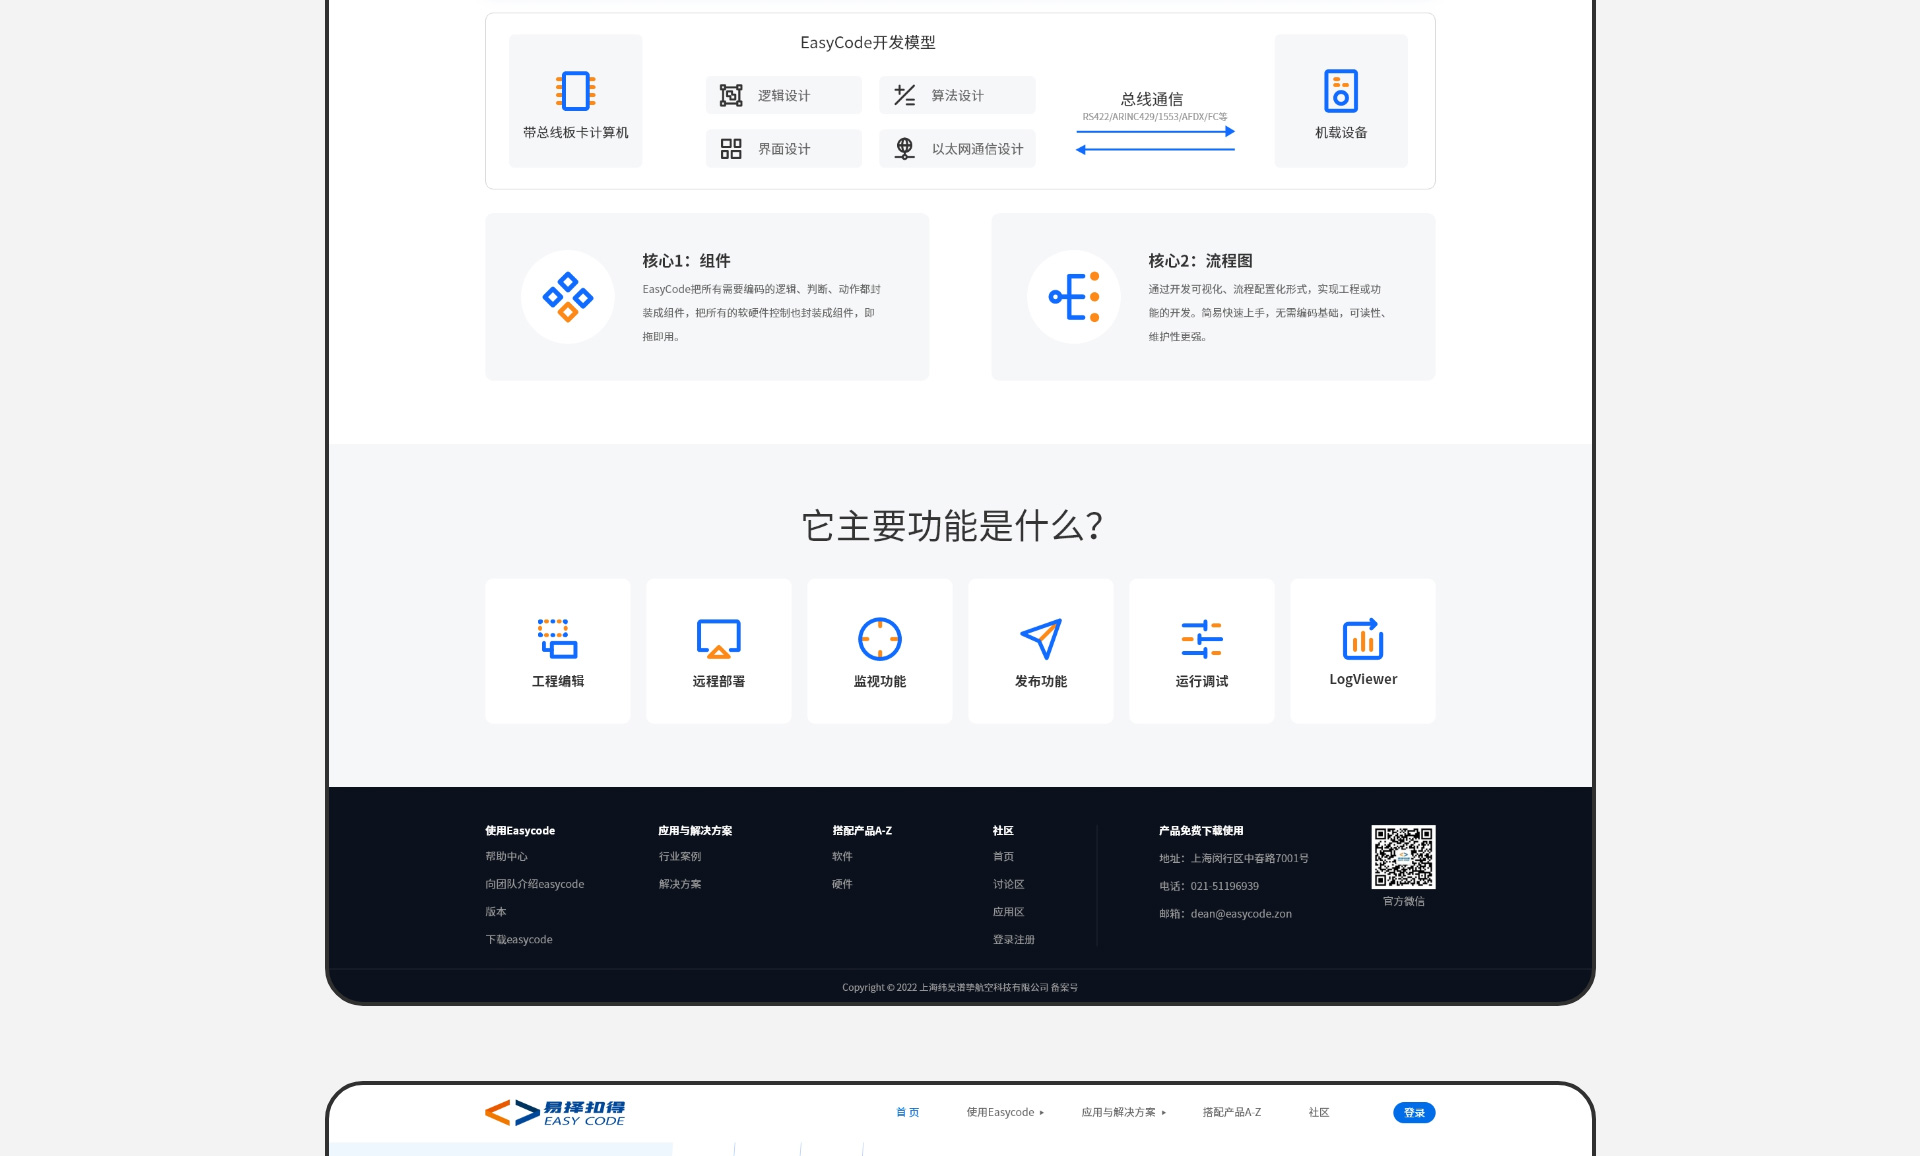 EasyCode开发模型
带总线板卡计算机
逻辑设计
算法设计
界面设计
以太网通信设计
总线通信
RS422/ARINC429/1553/AFDX/FC等
机载设备
核心1：组件
EasyCode把所有需要编码的逻辑、判断、动作都封
装成组件，把所有的软硬件控制也封装成组件，即
拖即用。
核心2：流程图
通过开发可视化、流程配置化形式，实现工程或功
能的开发。简易快速上手，无需编码基础，可读性、
维护性更强。
它主要功能是什么？
工程编辑
远程部署
监视功能
发布功能
运行调试
LogViewer
使用Easycode
帮助中心
向团队介绍easycode
版本
下载easycode
应用与解决方案
行业案例
解决方案
搭配产品A-Z
软件
硬件
社区
首页
讨论区
应用区
登录注册
产品免费下载使用
地址：上海闵行区中春路7001号
电话：021-51196939
邮箱：dean@easycode.zon
官方微信
Copyright © 2022 上海纬昊谱挚航空科技有限公司 备案号
易择扣得
EASY CODE
首 页
使用Easycode
应用与解决方案
搭配产品A-Z
社区
登录